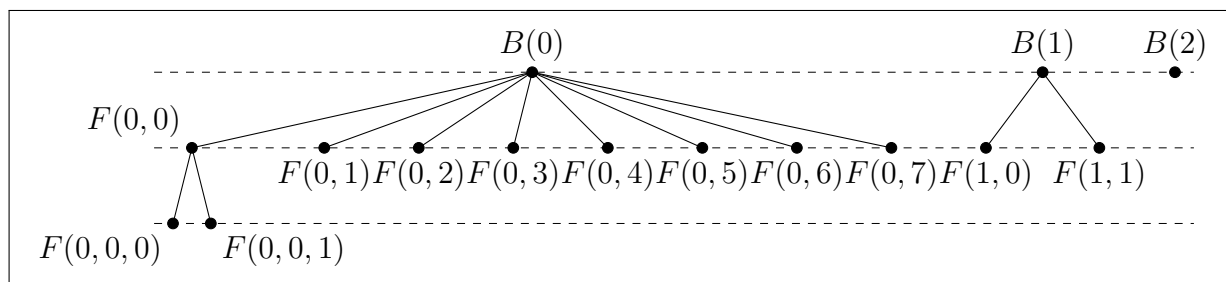 B(0) B(1) B(2)
F(0, 0)
F(0, 1) F(0, 2) F(0, 3) F(0, 4) F(0, 5) F(0, 6) F(0, 7) F(1, 0) F(1, 1)
F(0, 0, 0) F(0, 0, 1)